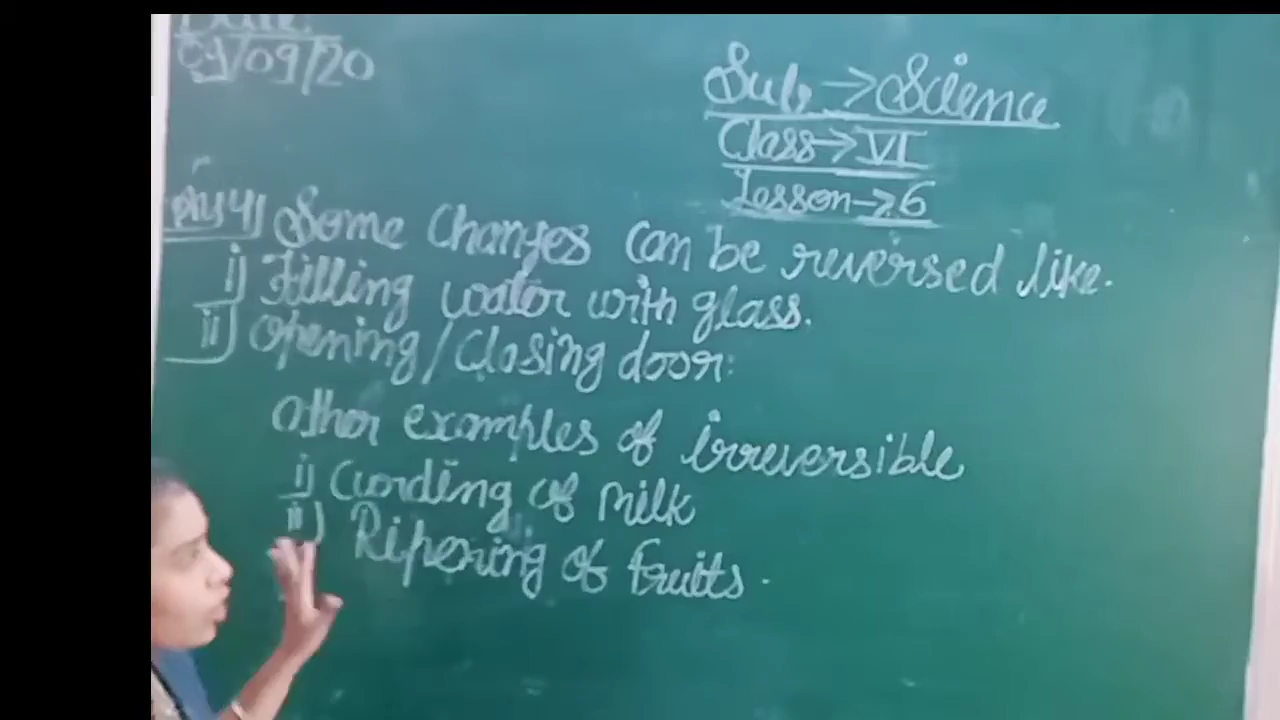 Date:
/09/20
Sub → Science
Class → VI
Lesson → 6
Some Changes can be reversed like.
i) Filling water with glass.
ii) Opening/Closing door:
Other examples of irreversible
i) Curding of Milk
ii) Ripening of Fruits.